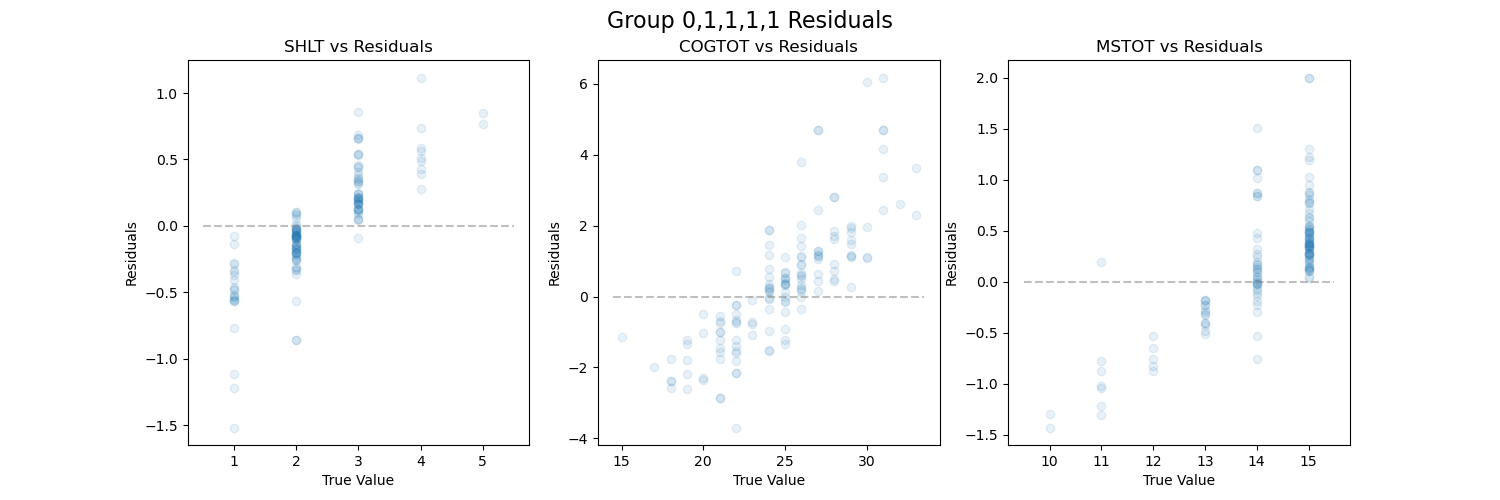 Group 0,1,1,1,1 Residuals
SHLT vs Residuals
COGTOT vs Residuals
MSTOT vs Residuals
Residuals
1.0
0.5
0.0
−0.5
−1.0
−1.5
1 2 3 4 5
True Value
Residuals
6
4
2
0
−2
−4
15 20 25 30
True Value
Residuals
2.0
1.5
1.0
0.5
0.0
−0.5
−1.0
−1.5
10 11 12 13 14 15
True Value